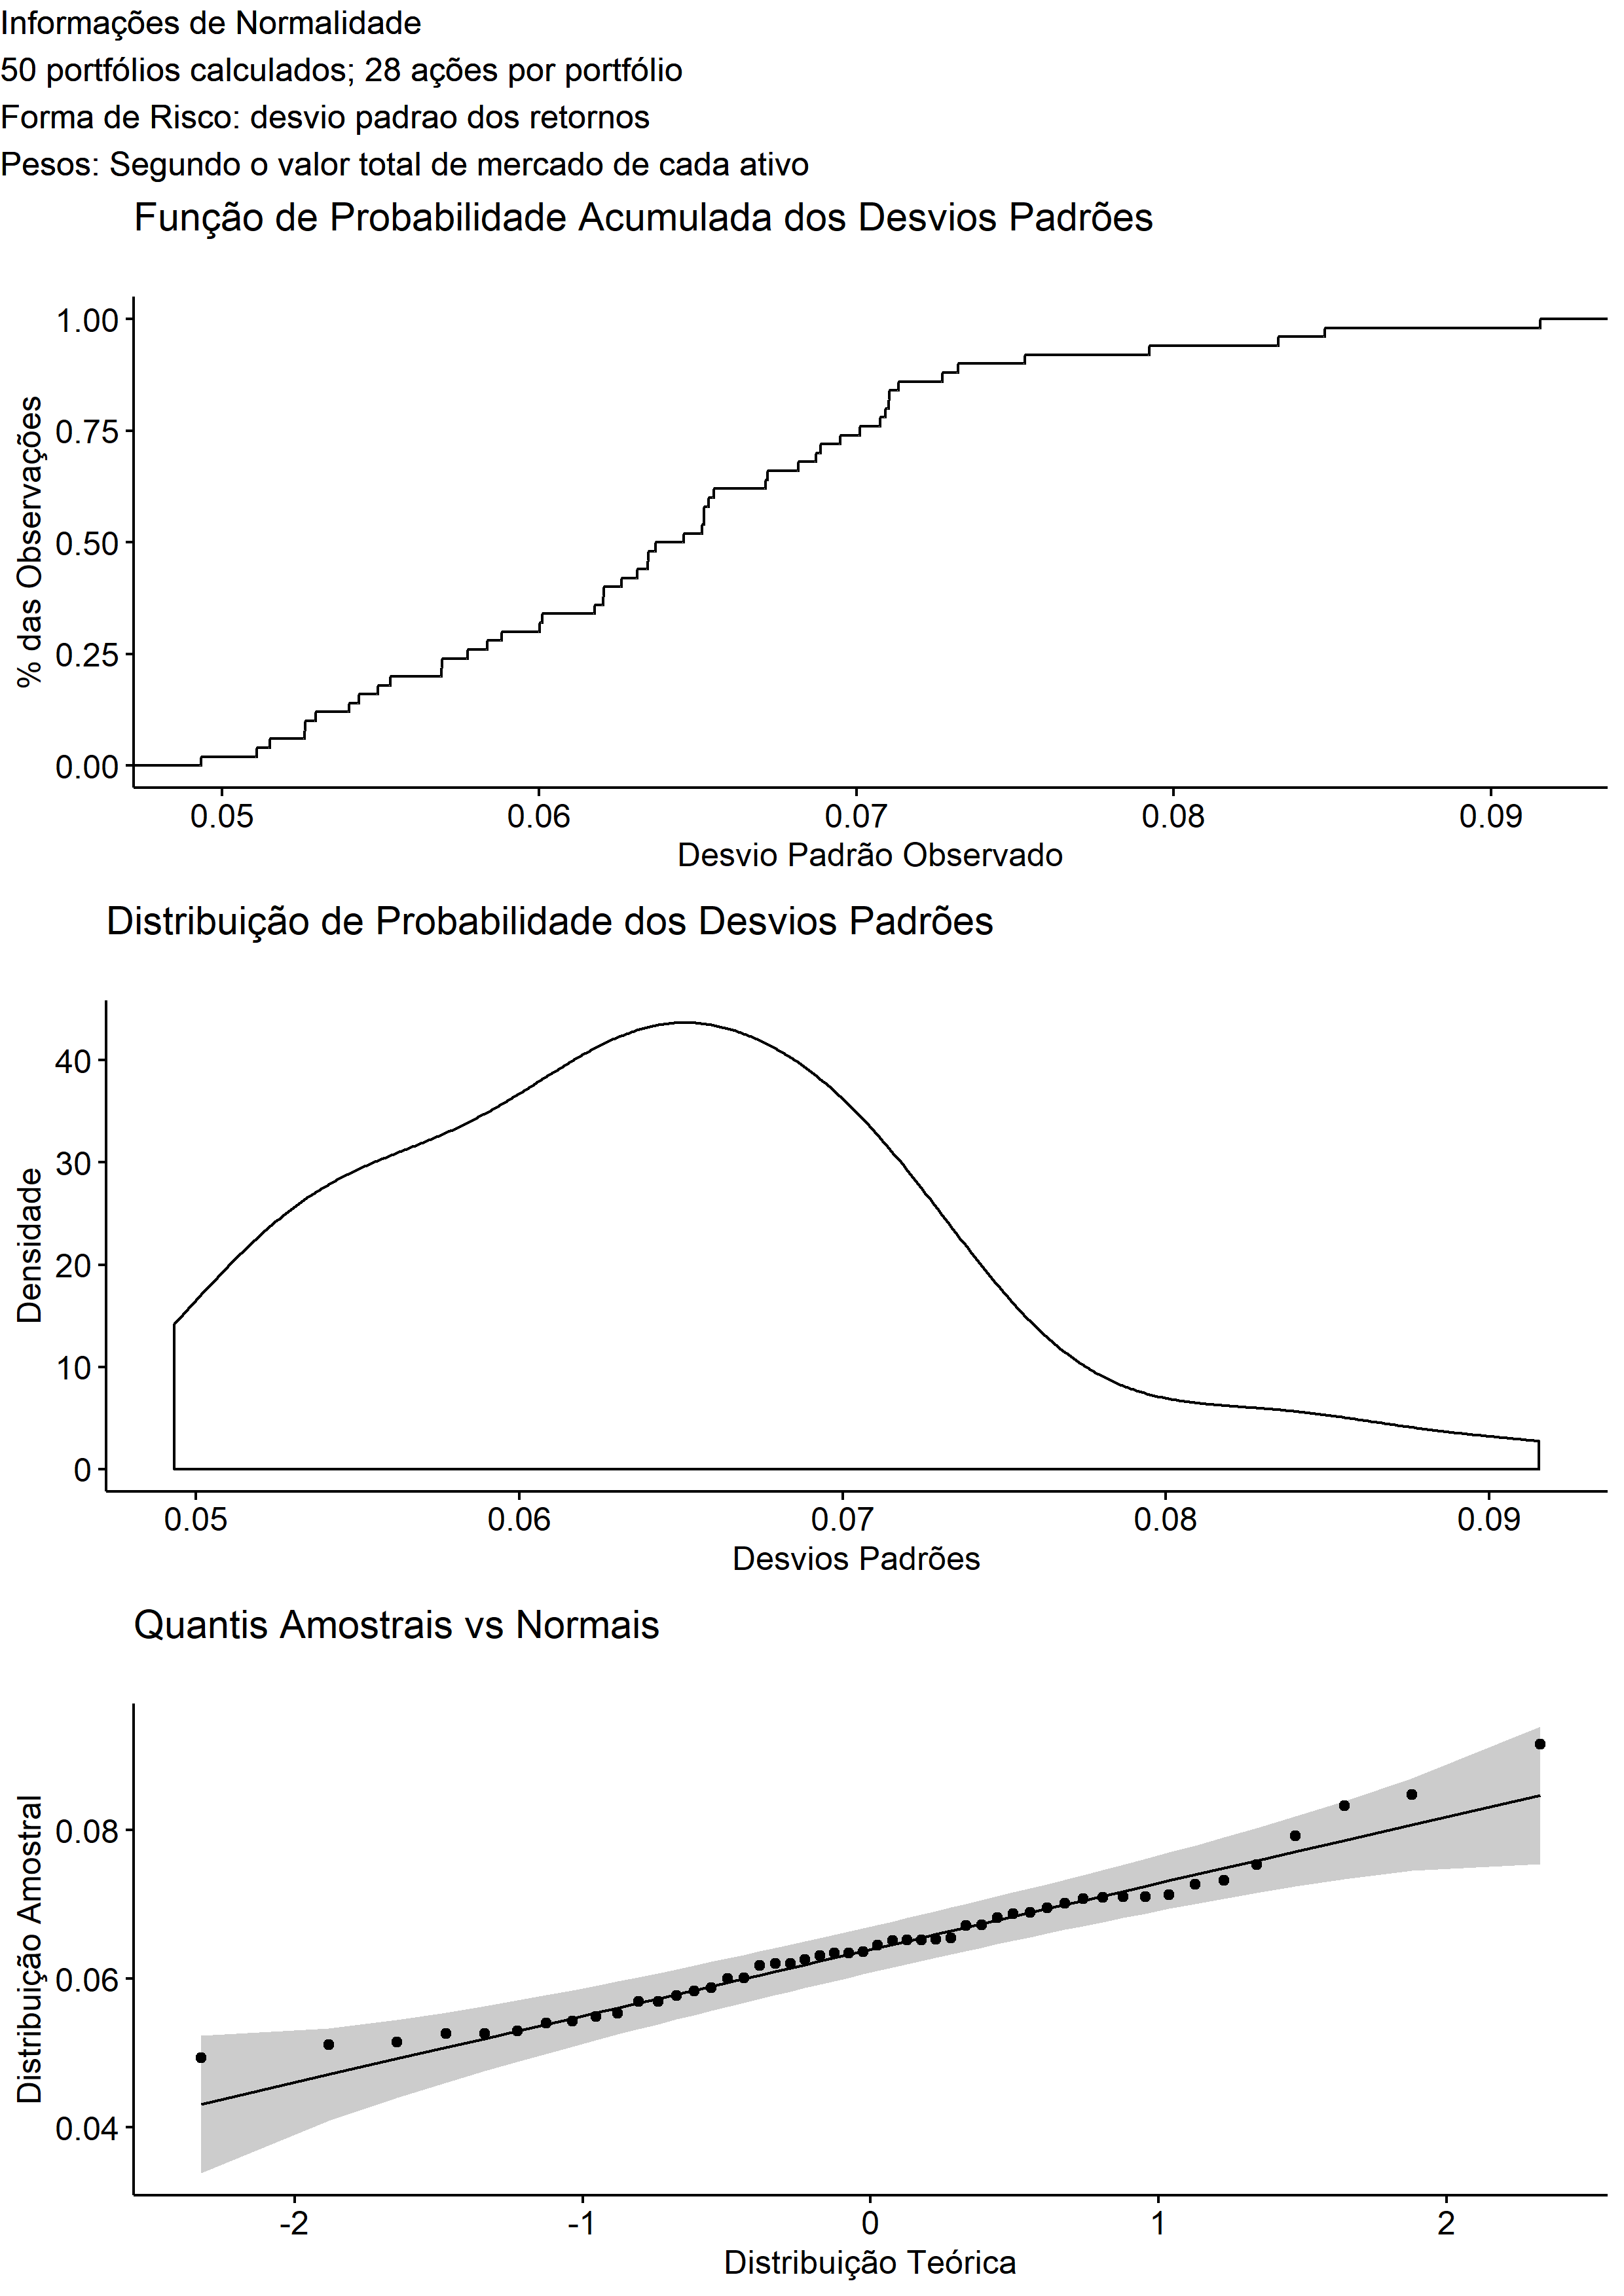 Informações de Normalidade
50 portfólios calculados; 28 ações por portfólio
Forma de Risco: desvio padrao dos retornos
Pesos: Segundo o valor total de mercado de cada ativo
Função de Probabilidade Acumulada dos Desvios Padrões
% das Observações
1.00
0.75
0.50
0.25
0.00
0.05 0.06 0.07 0.08 0.09
Desvio Padrão Observado
Distribuição de Probabilidade dos Desvios Padrões
Densidade
40
30
20
10
0
0.05 0.06 0.07 0.08 0.09
Desvios Padrões
Quantis Amostrais vs Normais
Distribuição Amostral
0.08
0.06
0.04
-2 -1 0 1 2
Distribuição Teórica